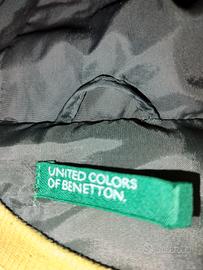 UNITED COLORS
OF BENETTON.